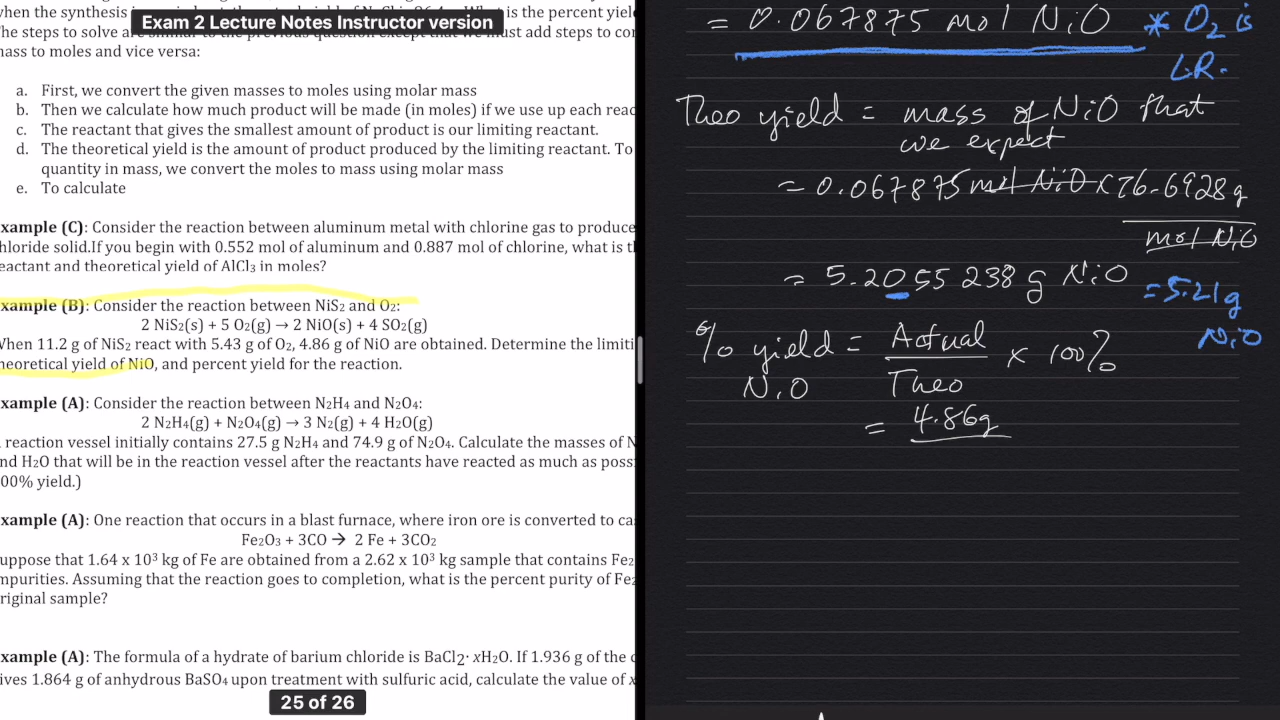 Exam 2 Lecture Notes Instructor version
when the synthesis is the percent yiel
The steps to solve are similar to the previous question except that we must add steps to con
mass to moles and vice versa:
a. First, we convert the given masses to moles using molar mass
b. Then we calculate how much product will be made (in moles) if we use up each reac
c. The reactant that gives the smallest amount of product is our limiting reactant.
d. The theoretical yield is the amount of product produced by the limiting reactant. To
quantity in mass, we convert the moles to mass using molar mass
e. To calculate
xample (C): Consider the reaction between aluminum metal with chlorine gas to produce
hloride solid.If you begin with 0.552 mol of aluminum and 0.887 mol of chlorine, what is t
eactant and theoretical yield of AlCl₃ in moles?
xample (B): Consider the reaction between NiS₂ and O₂:
2 NiS₂(s) + 5 O₂(g) → 2 NiO(s) + 4 SO₂(g)
When 11.2 g of NiS₂ react with 5.43 g of O₂, 4.86 g of NiO are obtained. Determine the limiti
heoretical yield of NiO, and percent yield for the reaction.
xample (A): Consider the reaction between N₂H₄ and N₂O₄:
2 N₂H₄(g) + N₂O₄(g) → 3 N₂(g) + 4 H₂O(g)
reaction vessel initially contains 27.5 g N₂H₄ and 74.9 g of N₂O₄. Calculate the masses of N
nd H₂O that will be in the reaction vessel after the reactants have reacted as much as poss
00% yield.)
xample (A): One reaction that occurs in a blast furnace, where iron ore is converted to ca
Fe₂O₃ + 3CO → 2 Fe + 3CO₂
uppose that 1.64 x 10³ kg of Fe are obtained from a 2.62 x 10³ kg sample that contains Fe₂
mpurities. Assuming that the reaction goes to completion, what is the percent purity of Fe₂
riginal sample?
xample (A): The formula of a hydrate of barium chloride is BaCl₂· xH₂O. If 1.936 g of the c
ives 1.864 g of anhydrous BaSO₄ upon treatment with sulfuric acid, calculate the value of x
25 of 26
= 0.067875 mol NiO * O₂ is
L.R.
Theo yield = mass of NiO that
we expect
= 0.067875 mol NiO × 76.6928 g
mol NiO
= 5.2055238 g NiO = 5.21 g
NiO
% yield = Actual × 100%
NiO Theo
= 4.86g